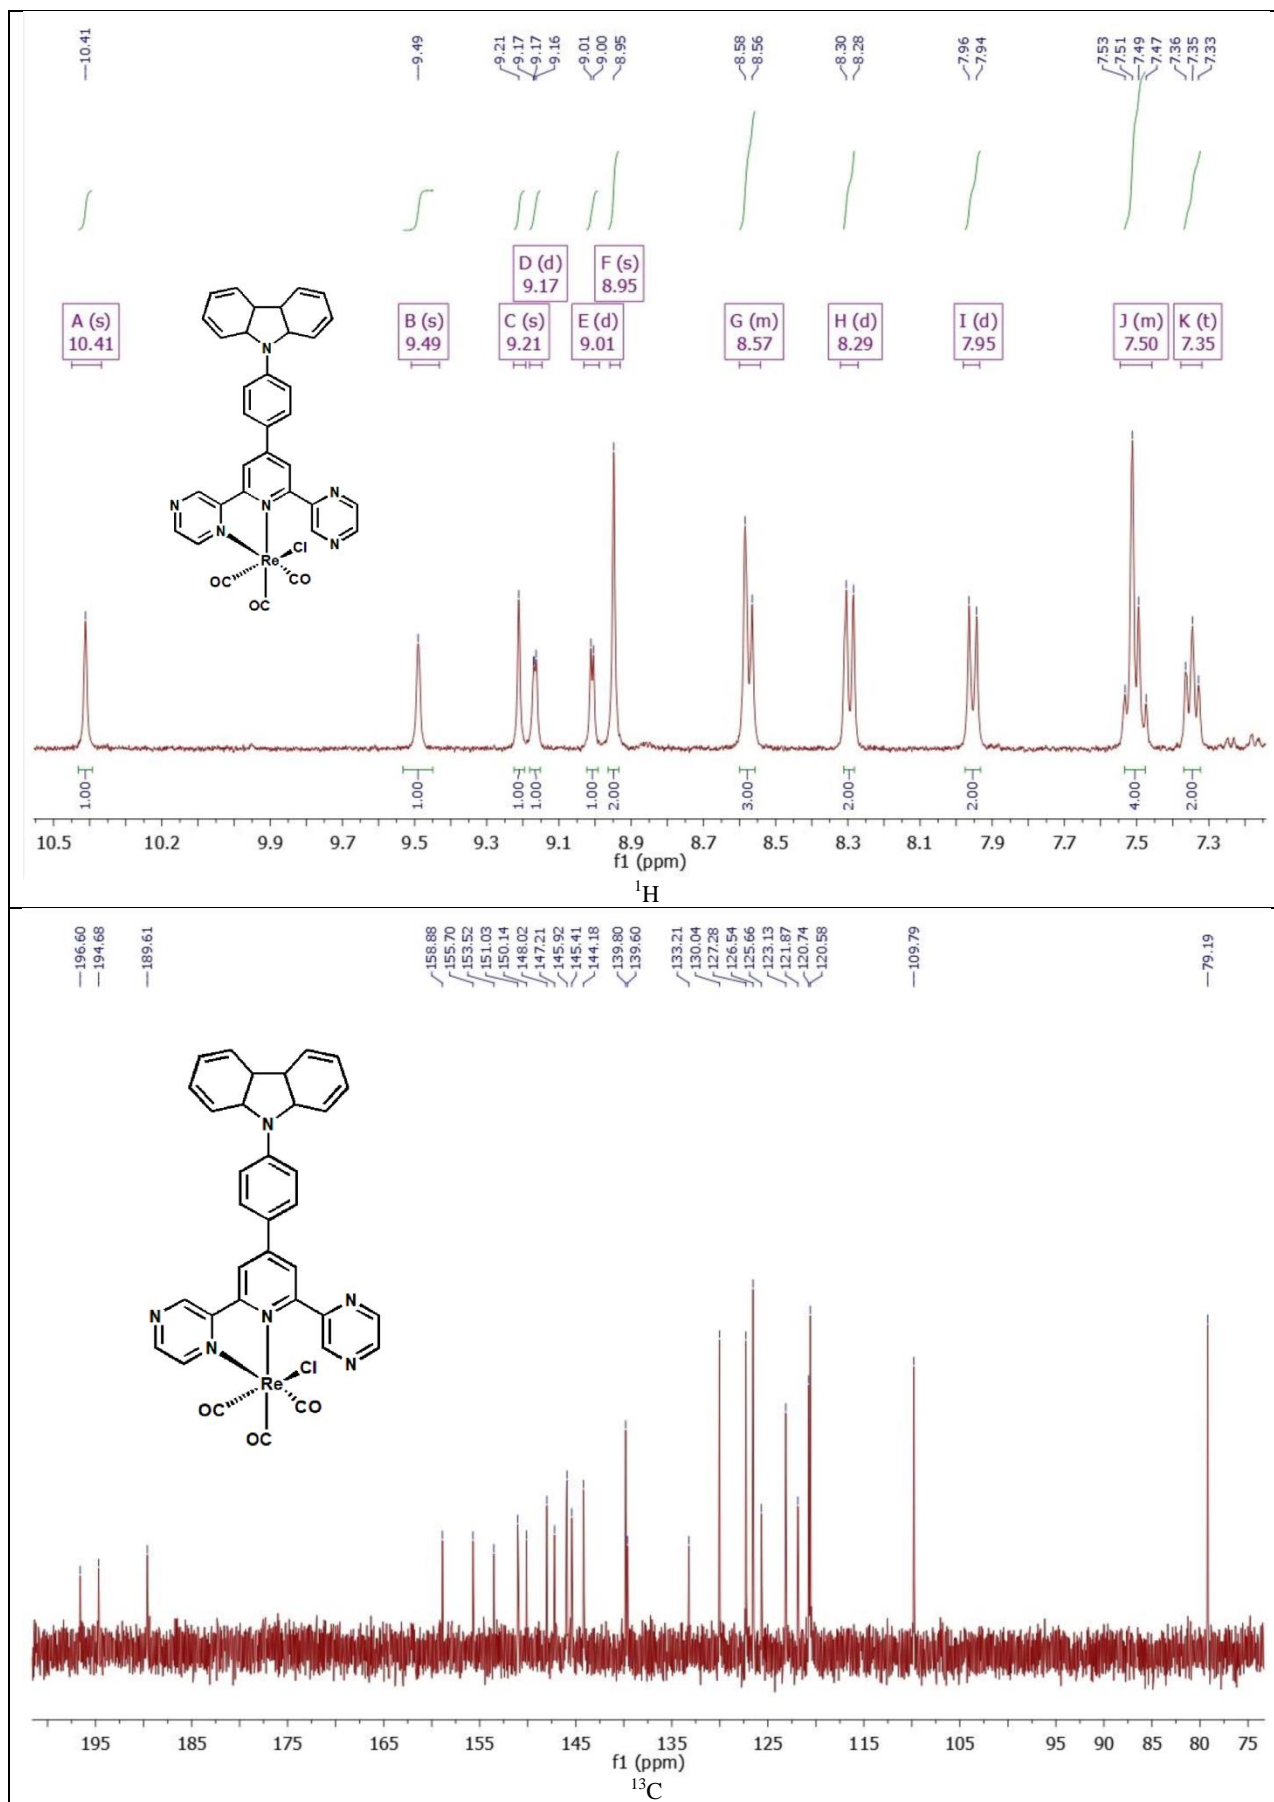 10.41 9.49 9.21 9.17 9.17 9.16 9.01 9.00 8.95 8.58 8.56 8.30 8.28 7.96 7.94 7.53 7.51 7.49 7.47 7.36 7.35 7.33
D (d) F (s)
9.17 8.95
A (s) B (s) C (s) E (d) G (m) H (d) I (d) J (m) K (t)
10.41 9.49 9.21 9.01 8.57 8.29 7.95 7.50 7.35
N
N N
N N N
Cl
Re
OC CO
OC
1.00 1.00 1.00 1.00 1.00 2.00 3.00 2.00 2.00 4.00 2.00
10.5 10.2 9.9 9.7 9.5 9.3 9.1 8.9 8.7 8.5 8.3 8.1 7.9 7.7 7.5 7.3
f1 (ppm)
¹H
196.60 194.68 189.61 158.88 155.70 153.52 151.03 150.14 148.02 147.21 145.92 145.41 144.18 139.80 139.60 133.21 130.04 127.28 126.54 125.66 123.13 121.87 120.74 120.58 109.79 79.19
N
N N
N N N
Cl
Re
OC CO
OC
195 185 175 165 155 145 135 125 115 105 95 90 85 80 75
f1 (ppm)
¹³C